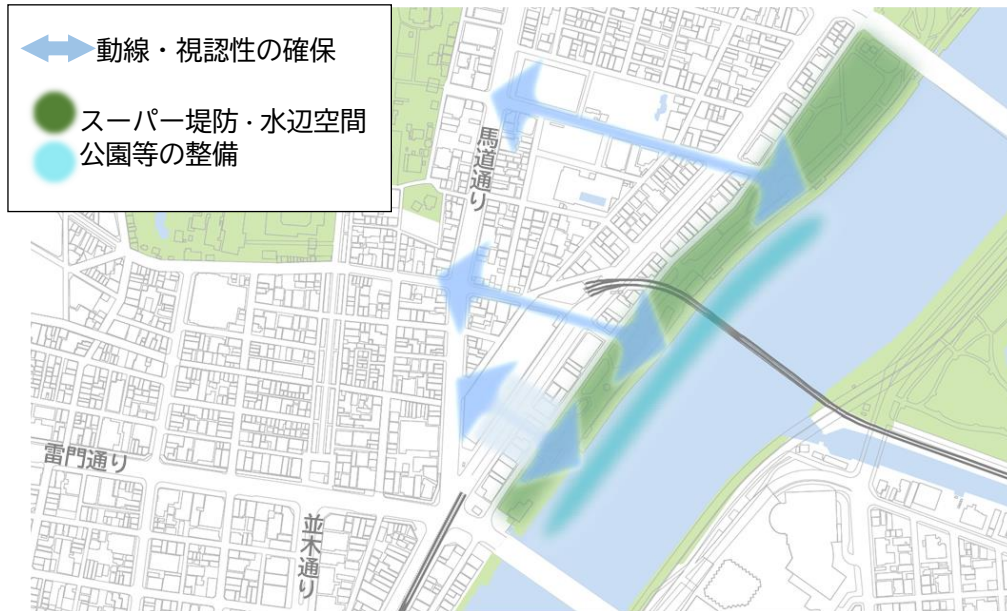 動線・視認性の確保
スーパー堤防・水辺空間
公園等の整備
馬道通り
雷門通り
並木通り